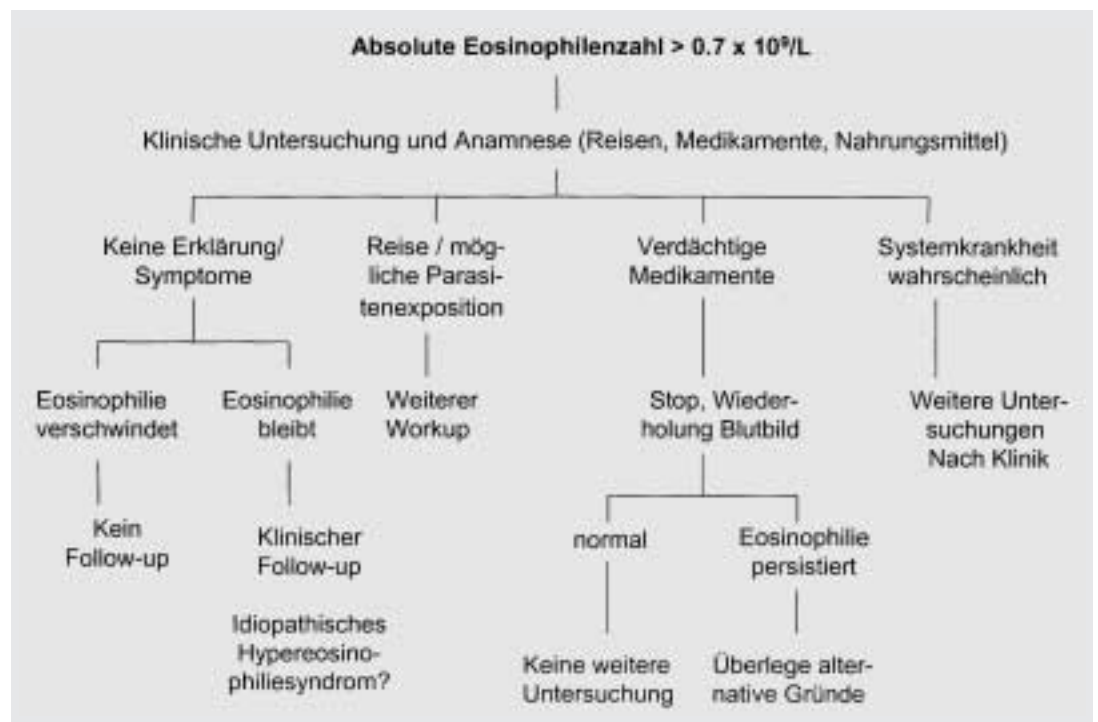 Absolute Eosinophilenzahl > 0.7 x 10⁹/L
Klinische Untersuchung und Anamnese (Reisen, Medikamente, Nahrungsmittel)
Keine Erklärung/
Symptome
Reise / mög-
liche Parasi-
tenexposition
Verdächtige
Medikamente
Systemkrankheit
wahrscheinlich
Eosinophilie
verschwindet
Eosinophilie
bleibt
Weiterer
Workup
Stop, Wieder-
holung Blutbild
Weitere Unter-
suchungen
Nach Klinik
Kein
Follow-up
Klinischer
Follow-up
normal
Eosinophilie
persistiert
Idiopathisches
Hypereosino-
philiesyndrom?
Keine weitere
Untersuchung
Überlege alter-
native Gründe